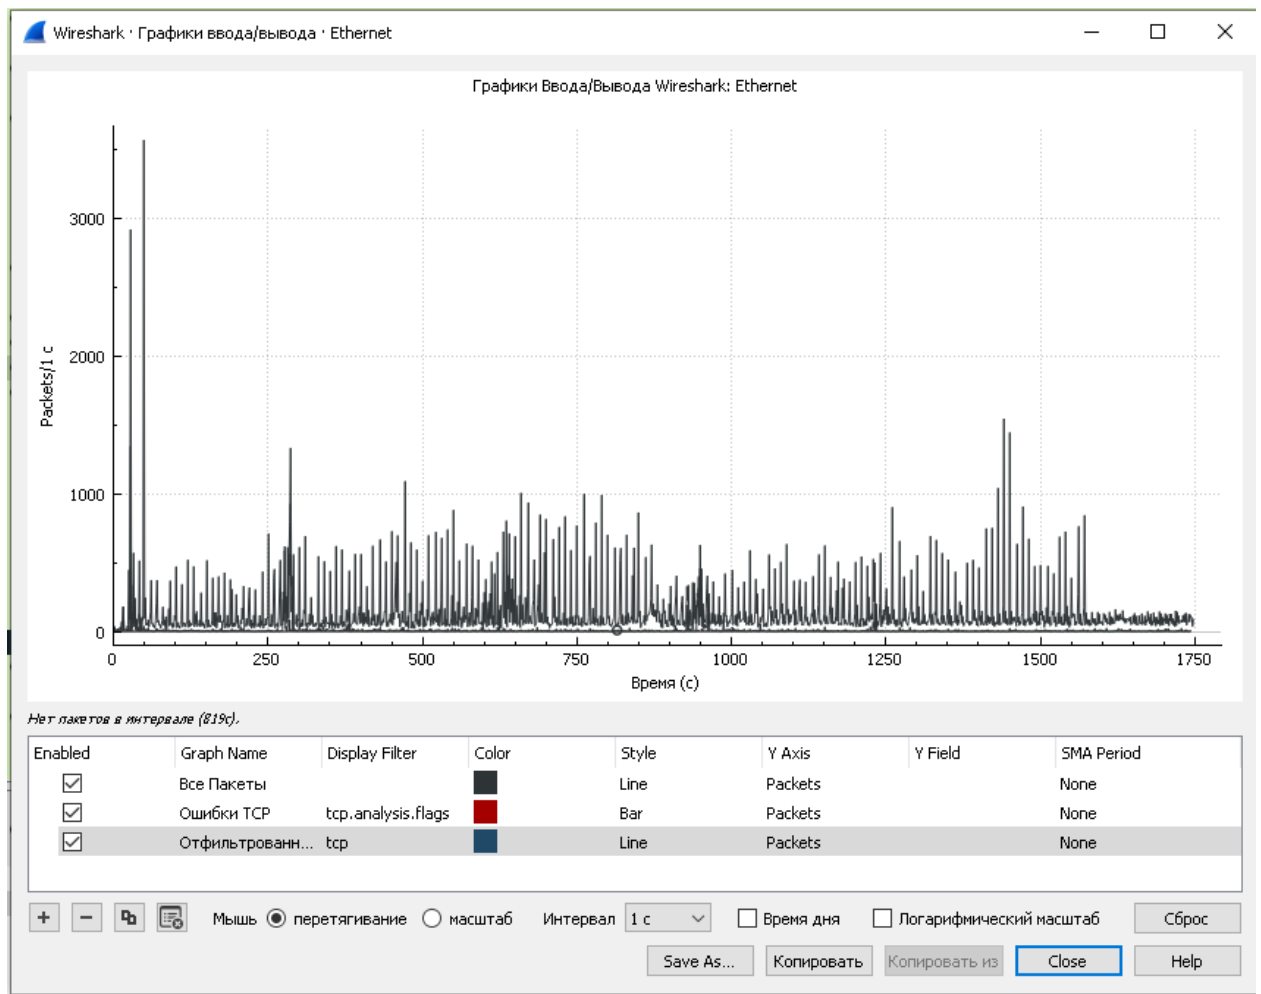 Wireshark · Графики ввода/вывода · Ethernet
Графики Ввода/Вывода Wireshark: Ethernet
Packets/1 с
3000
2000
1000
0
0 250 500 750 1000 1250 1500 1750
Время (с)
Нет пакетов в интервале (819с).
Enabled Graph Name Display Filter Color Style Y Axis Y Field SMA Period
Все Пакеты Line Packets None
Ошибки TCP tcp.analysis.flags Bar Packets None
Отфильтрованн... tcp Line Packets None
+ − Мышь перетягивание масштаб Интервал 1 с Время дня Логарифмический масштаб Сброс
Save As... Копировать Копировать из Close Help